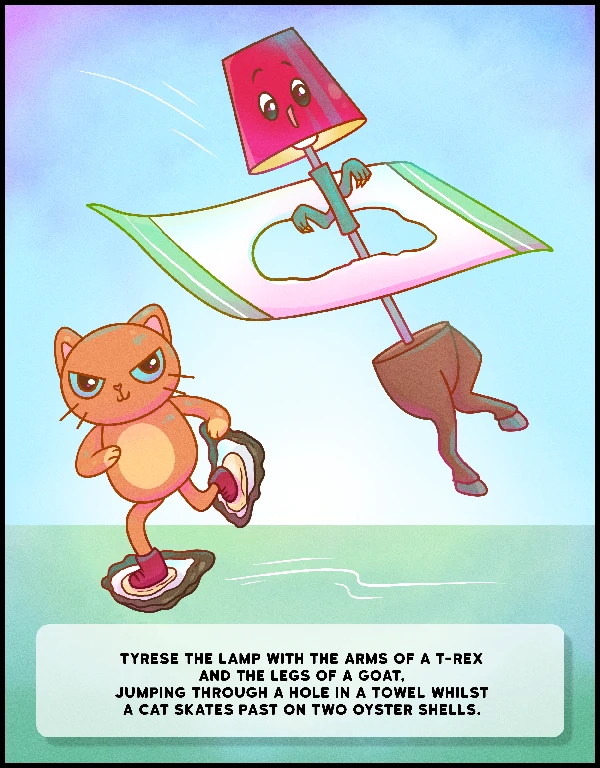 TYRESE THE LAMP WITH THE ARMS OF A T-REX
AND THE LEGS OF A GOAT,
JUMPING THROUGH A HOLE IN A TOWEL WHILST
A CAT SKATES PAST ON TWO OYSTER SHELLS.